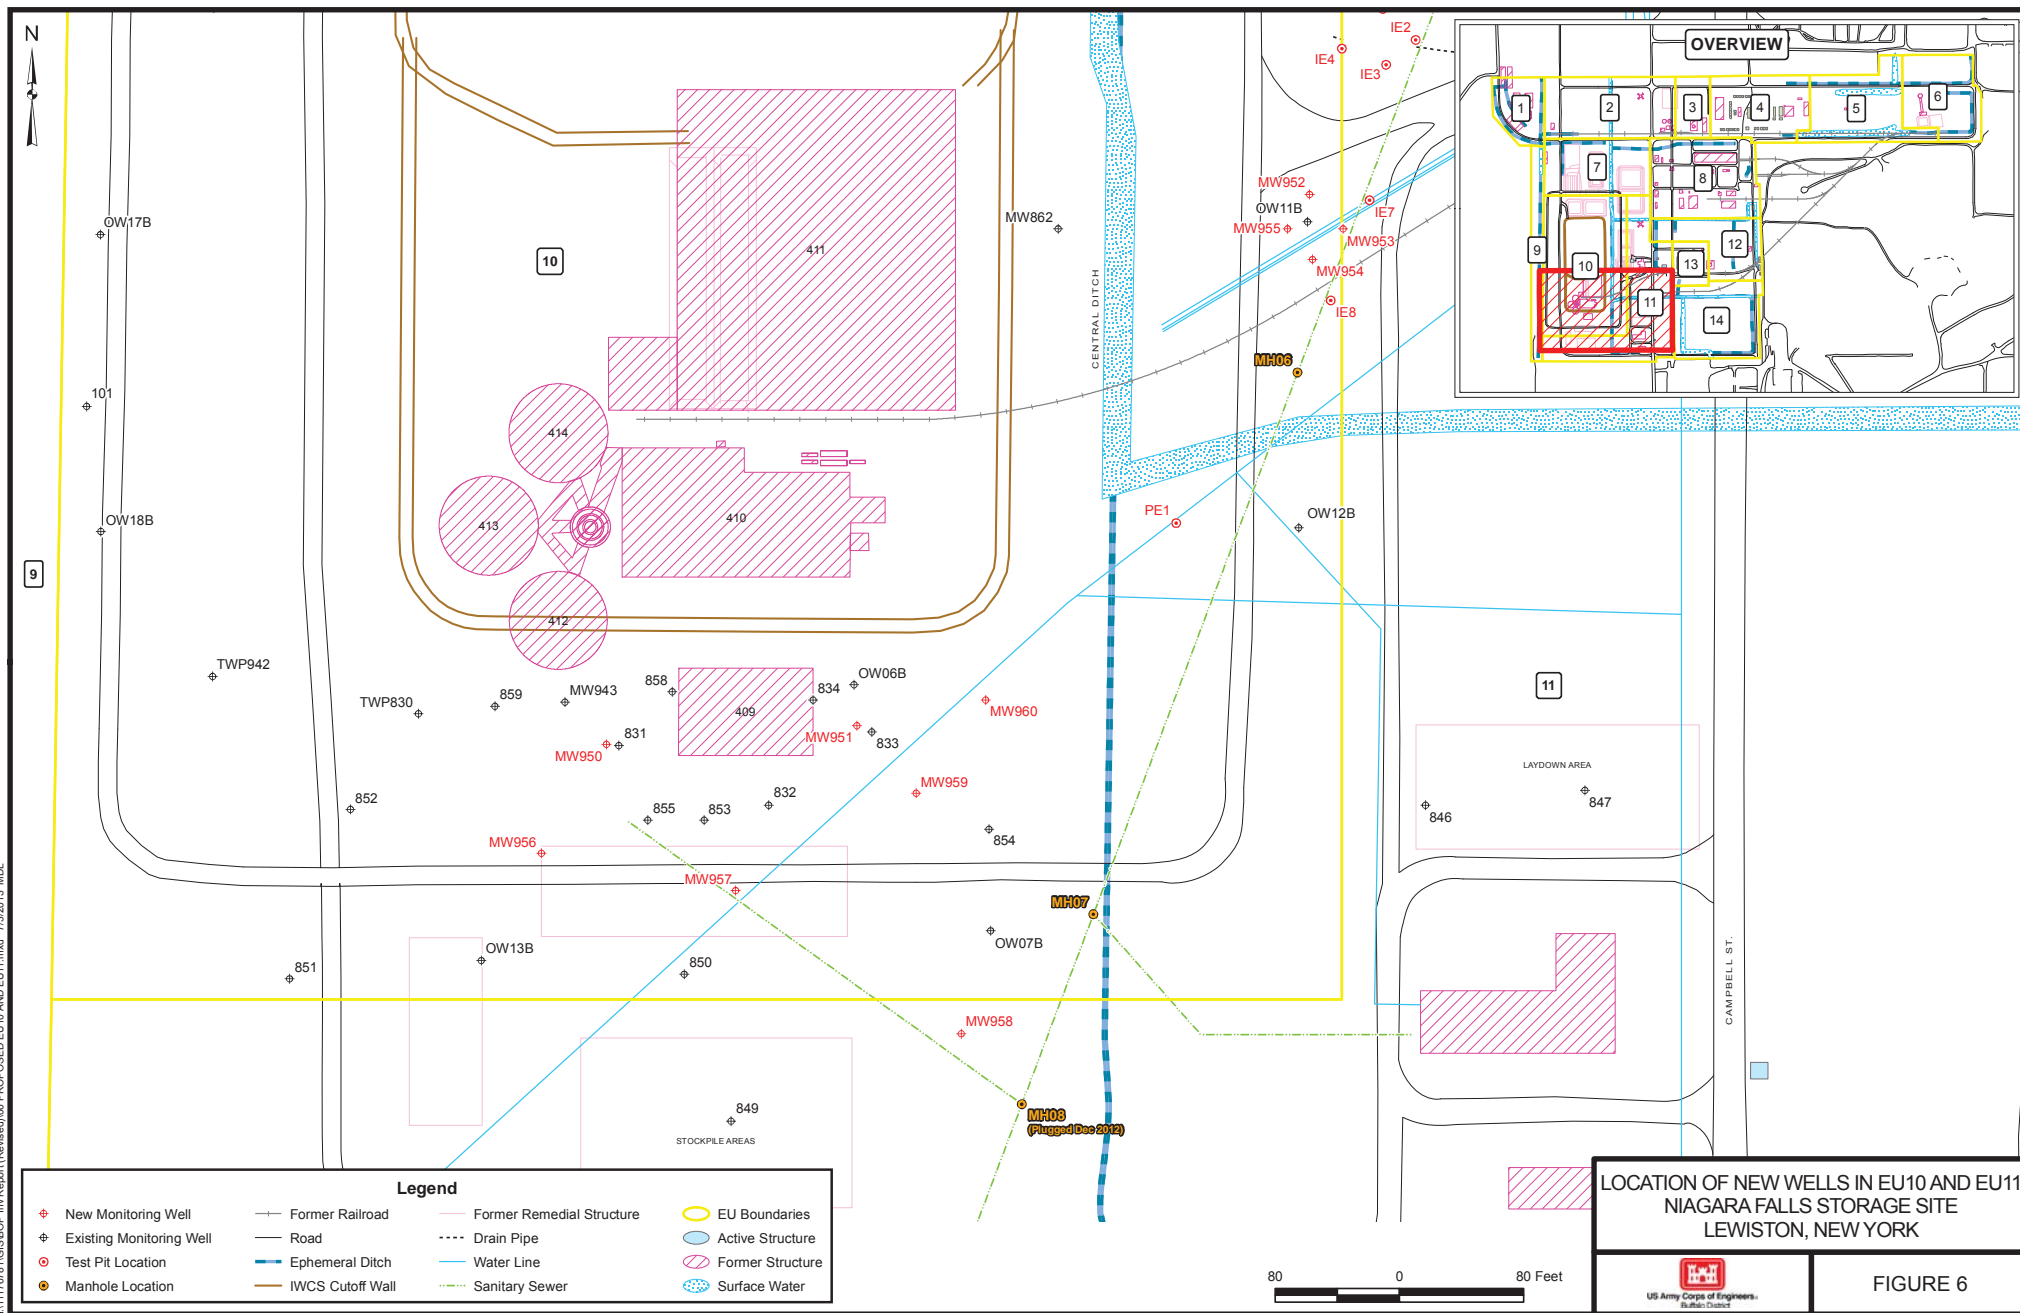 N
OW17B
101
OW18B
9
10
411
MW862
CENTRAL DITCH
414
413
410
412
TWP942
TWP830
859
MW943
858
409
834
OW06B
MW951
833
MW960
831
MW950
852
855
853
832
MW959
854
MW956
MW957
MH07
OW07B
OW13B
851
850
MW958
849
STOCKPILE AREAS
MH08
(Plugged Dec 2012)
IE2
IE4
IE3
MW952
OW11B
IE7
MW955
MW953
MW954
IE8
MH06
PE1
OW12B
11
LAYDOWN AREA
846
847
CAMPBELL ST.
OVERVIEW
1
2
3
4
5
6
7
8
9
10
11
12
13
14
Legend
New Monitoring Well
Existing Monitoring Well
Test Pit Location
Manhole Location
Former Railroad
Road
Ephemeral Ditch
IWCS Cutoff Wall
Former Remedial Structure
Drain Pipe
Water Line
Sanitary Sewer
EU Boundaries
Active Structure
Former Structure
Surface Water
80 0 80 Feet
LOCATION OF NEW WELLS IN EU10 AND EU11
NIAGARA FALLS STORAGE SITE
LEWISTON, NEW YORK
US Army Corps of Engineers
Buffalo District
FIGURE 6